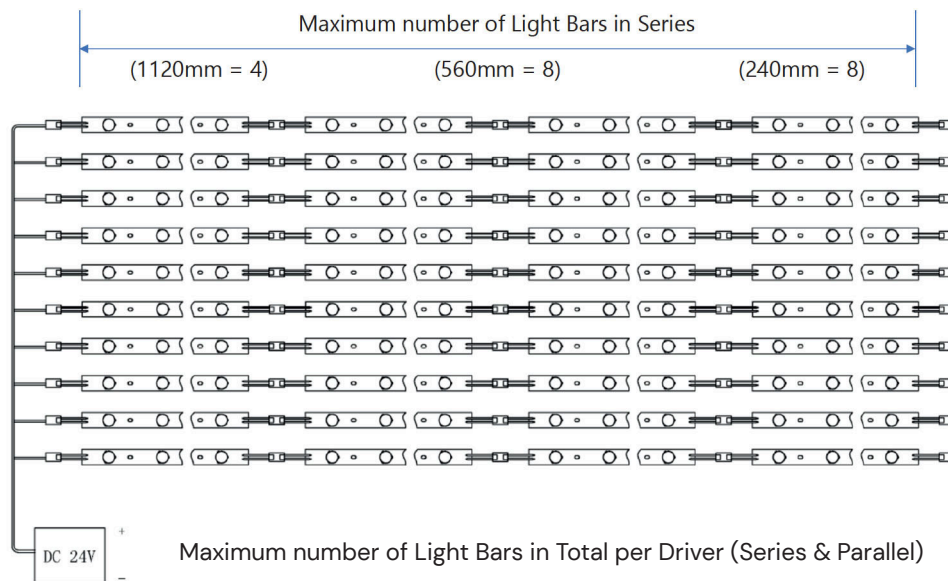 Maximum number of Light Bars in Series
(1120mm = 4) (560mm = 8) (240mm = 8)
+
DC 24V
Maximum number of Light Bars in Total per Driver (Series & Parallel)
−